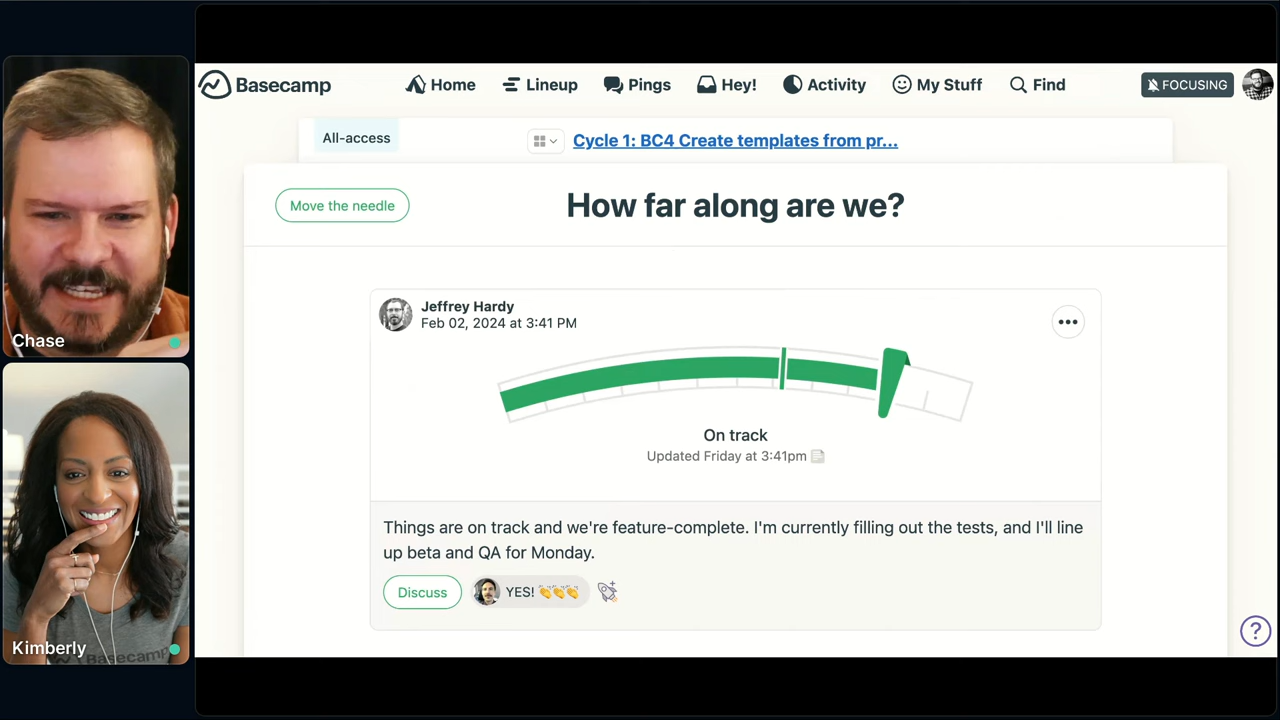 Chase
Kimberly
Basecamp
Basecamp
Home
Lineup
Pings
Hey!
Activity
My Stuff
Find
FOCUSING
All-access
Cycle 1: BC4 Create templates from pr...
Move the needle
How far along are we?
Jeffrey Hardy
Feb 02, 2024 at 3:41 PM
On track
Updated Friday at 3:41pm
Things are on track and we're feature-complete. I'm currently filling out the tests, and I'll line
up beta and QA for Monday.
Discuss
YES! 👏👏👏
?